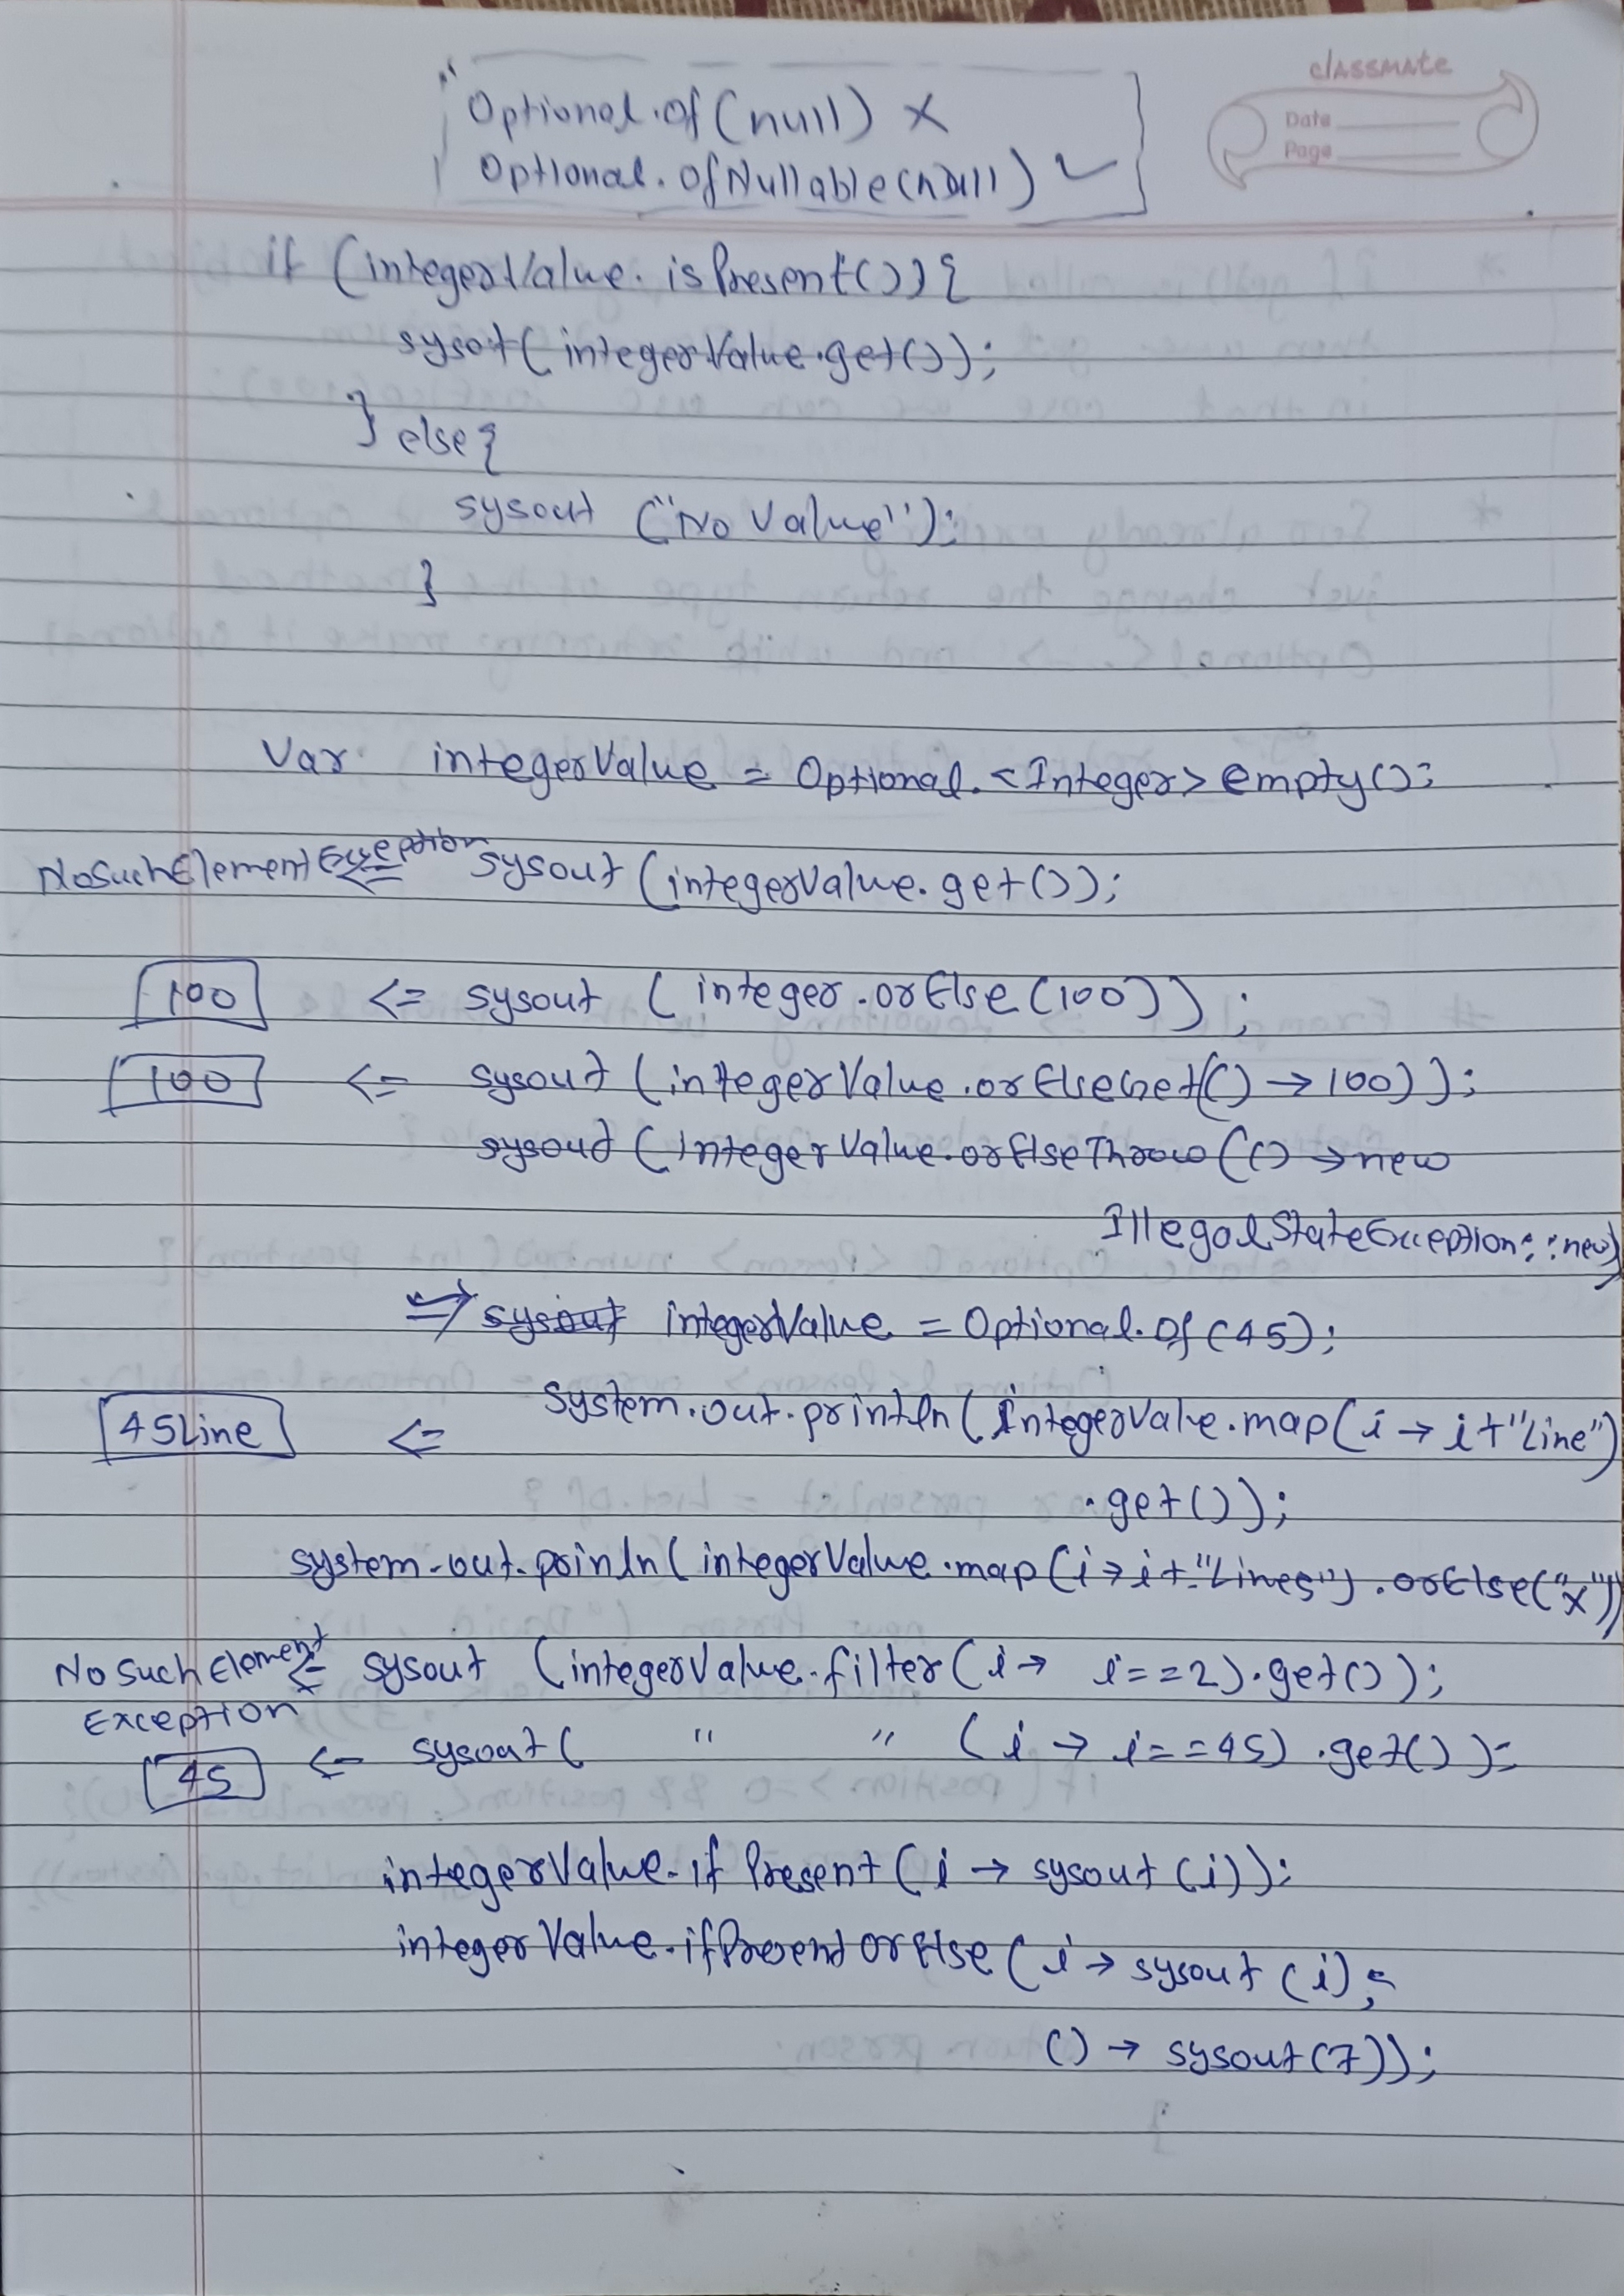 classmate
Date
Page
"Optional.of(null) ×
Optional.ofNullable(null) ✓
if (integerValue.isPresent()) {
sysout(integerValue.get());
} else {
sysout ("No Value");
}
Var integerValue = Optional.<Integer>empty();
NoSuchElementException <= sysout (integerValue.get());
100 <= sysout (integer.orElse(100));
100 <= sysout (integerValue.orElseGet(() → 100));
sysout (integerValue.orElseThrow(() → new
IllegalStateException::new)
=> sysout integerValue = Optional.of(45);
45Line <= System.out.println(integerValue.map(i → i+"Line")
.get());
system.out.prinln(integerValue.map(i→i+"Lines").orElse("x"))
NoSuchElement <= sysout (integerValue.filter(i → i==2).get());
Exception
45 <= sysout( " " (i → i==45).get());
integerValue.ifPresent(i → sysout(i));
integerValue.ifPresentOrElse(i → sysout(i);
() → sysout(7));